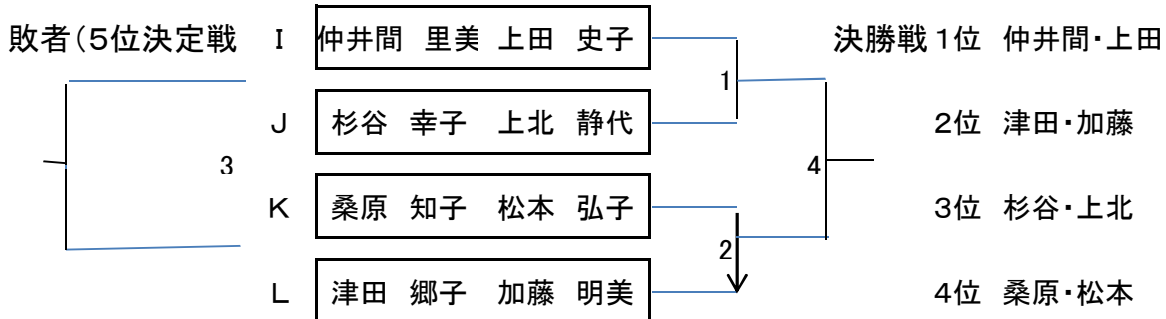 敗者(5位決定戦 I 仲井間 里美 上田 史子 決勝戦 1位 仲井間・上田
1
J 杉谷 幸子 上北 静代 2位 津田・加藤
3 4
K 桑原 知子 松本 弘子 3位 杉谷・上北
2
L 津田 郷子 加藤 明美 4位 桑原・松本